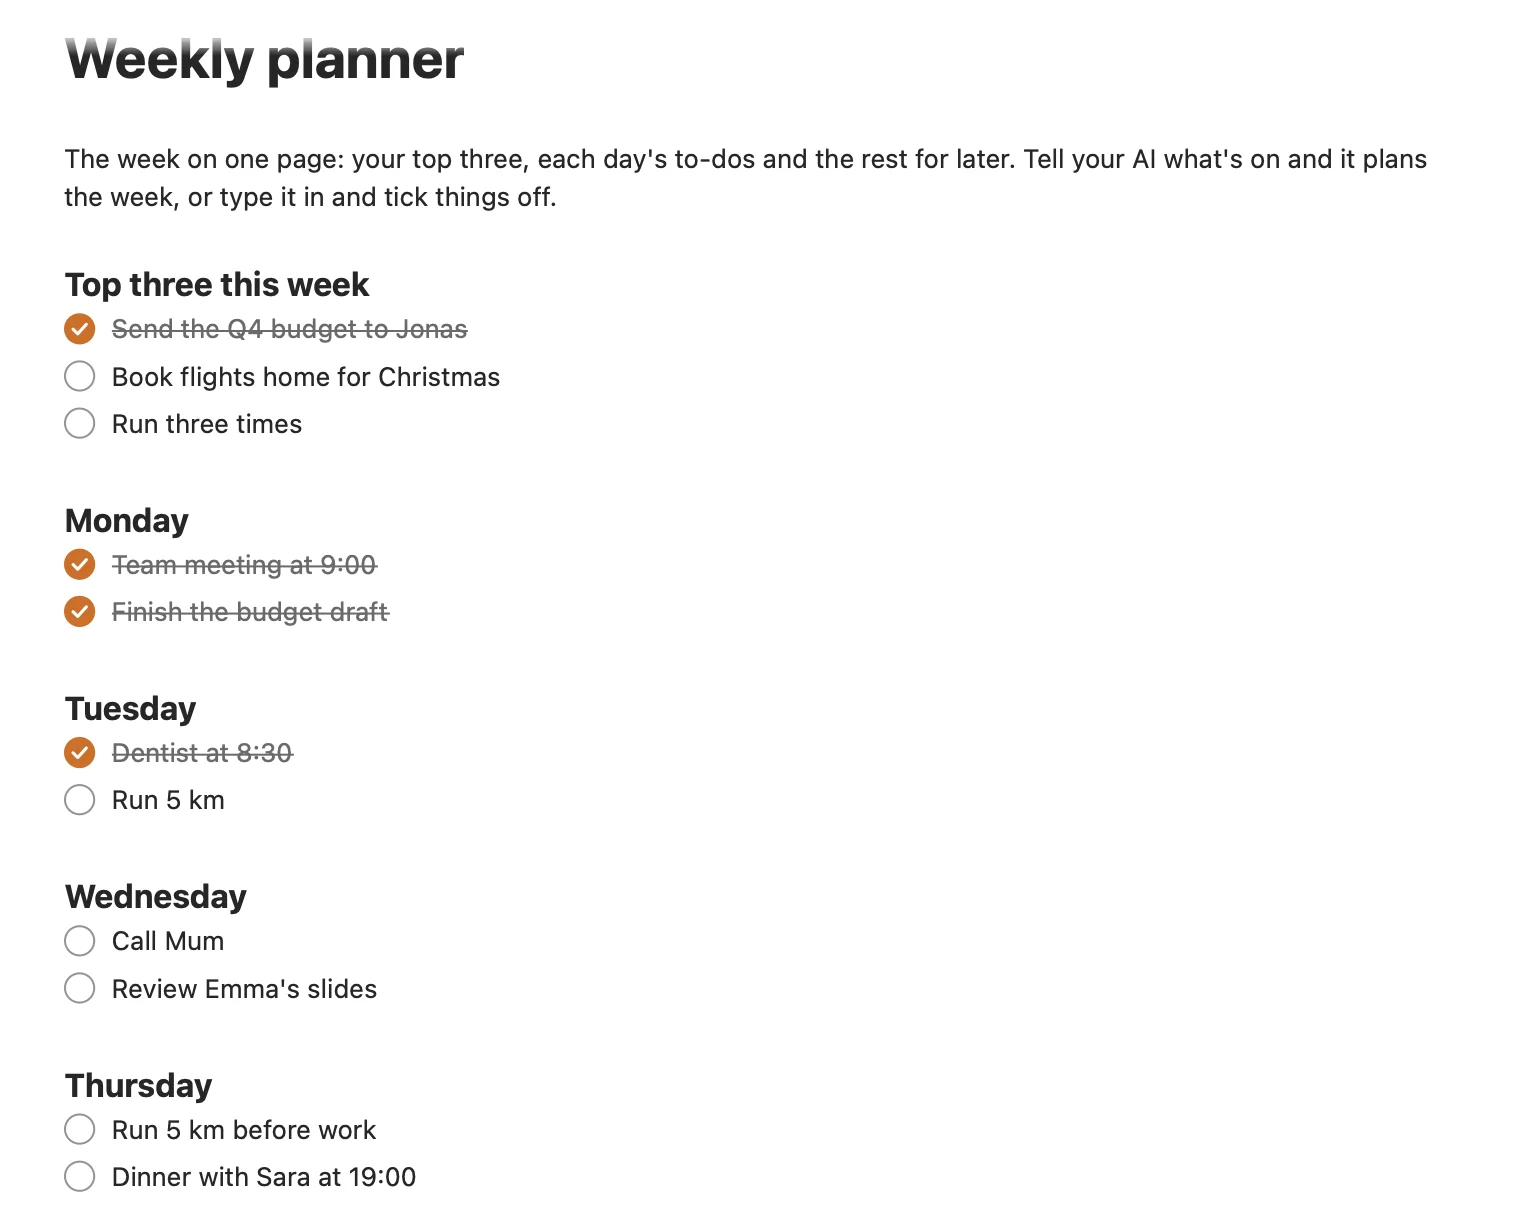 Weekly planner
The week on one page: your top three, each day's to-dos and the rest for later. Tell your AI what's on and it plans
the week, or type it in and tick things off.
Top three this week
Send the Q4 budget to Jonas
Book flights home for Christmas
Run three times
Monday
Team meeting at 9:00
Finish the budget draft
Tuesday
Dentist at 8:30
Run 5 km
Wednesday
Call Mum
Review Emma's slides
Thursday
Run 5 km before work
Dinner with Sara at 19:00